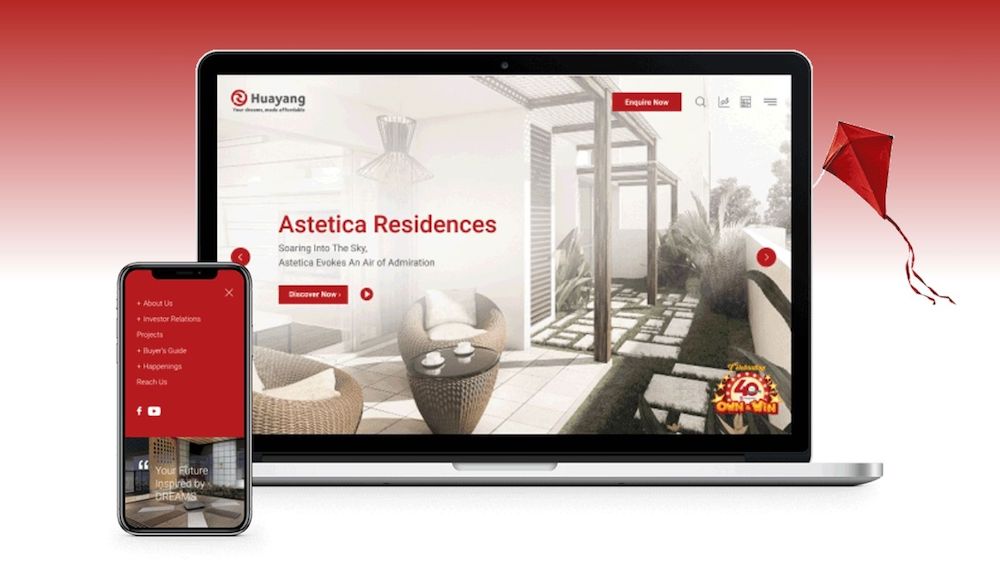 Huayang
Your dreams, made affordable
Enquire Now
Astetica Residences
Soaring Into The Sky,
Astetica Evokes An Air of Admiration
Discover Now ›
Celebrating
40
OWN & WIN
+ About Us
+ Investor Relations
Projects
+ Buyer's Guide
+ Happenings
Reach Us
“ Your Future
Inspired by
DREAMS